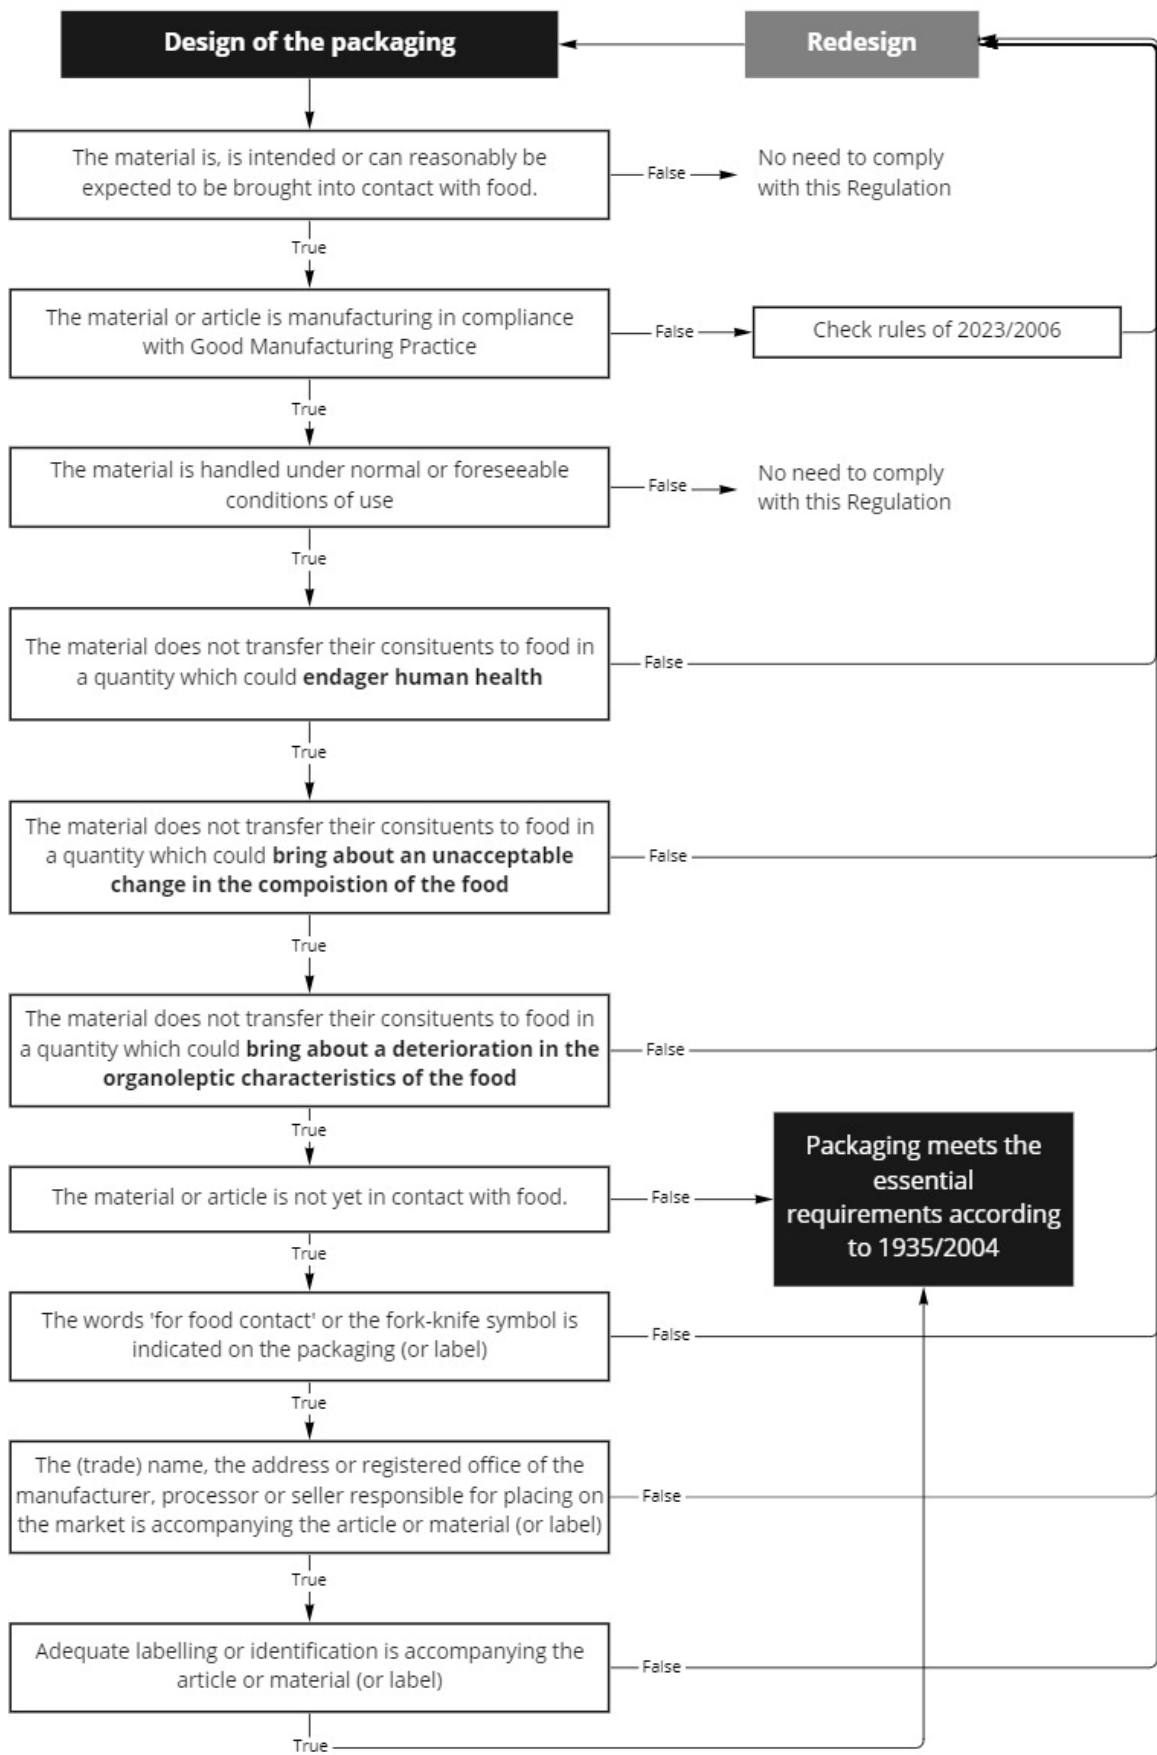 Design of the packaging
Redesign
The material is, is intended or can reasonably be
expected to be brought into contact with food.
False
No need to comply
with this Regulation
True
The material or article is manufacturing in compliance
with Good Manufacturing Practice
False
Check rules of 2023/2006
True
The material is handled under normal or foreseeable
conditions of use
False
No need to comply
with this Regulation
True
The material does not transfer their consituents to food in
a quantity which could endager human health
False
True
The material does not transfer their consituents to food in
a quantity which could bring about an unacceptable
change in the compoistion of the food
False
True
The material does not transfer their consituents to food in
a quantity which could bring about a deterioration in the
organoleptic characteristics of the food
False
True
The material or article is not yet in contact with food.
False
Packaging meets the
essential
requirements according
to 1935/2004
True
The words 'for food contact' or the fork-knife symbol is
indicated on the packaging (or label)
False
True
The (trade) name, the address or registered office of the
manufacturer, processor or seller responsible for placing on
the market is accompanying the article or material (or label)
False
True
Adequate labelling or identification is accompanying the
article or material (or label)
False
True